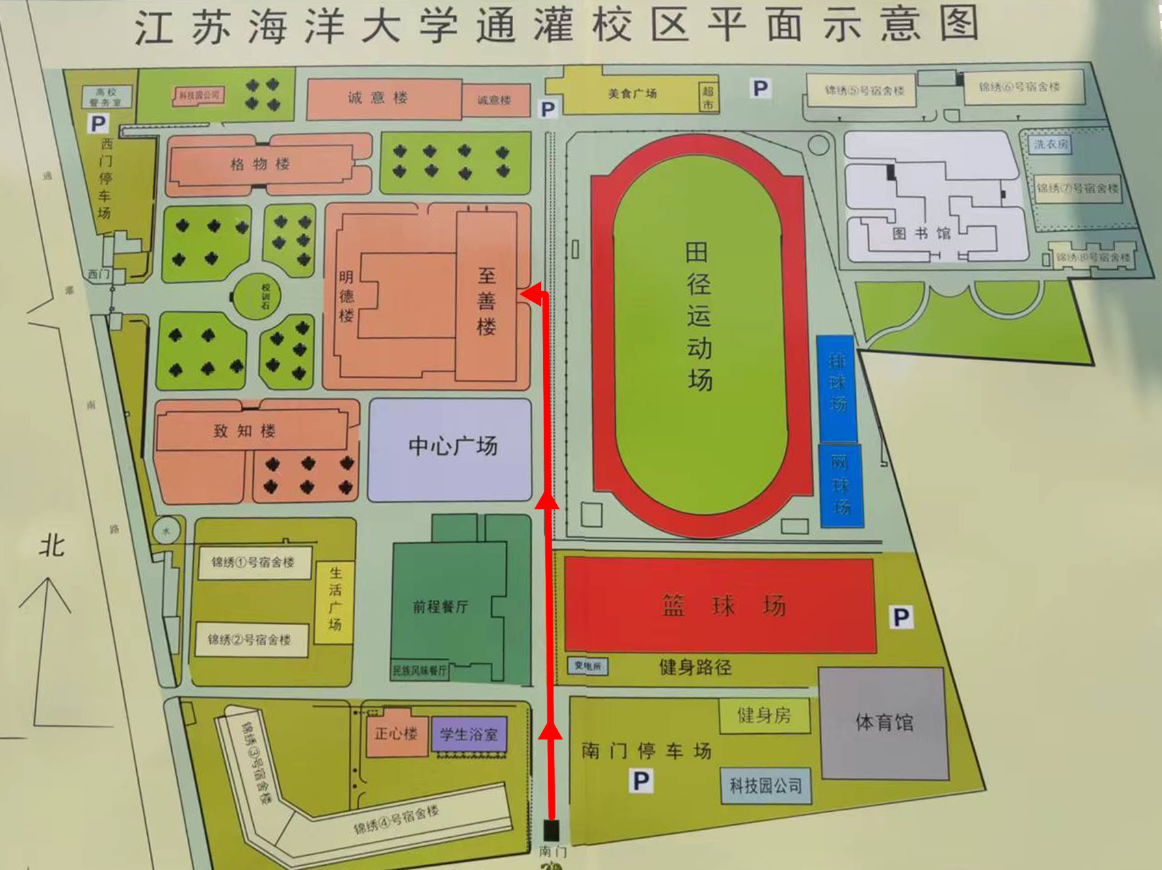 江苏海洋大学通灌校区平面示意图
高校
警务室
科技园公司
诚意楼
诚意楼
P
美食广场
超市
P
锦绣⑤号宿舍楼
锦绣⑥号宿舍楼
P
西门停车场
格物楼
洗衣房
锦绣⑦号宿舍楼
图书馆
锦绣⑧号宿舍楼
通灌南路
西门
校训石
明德楼
至善楼
田径运动场
排球场
网球场
致知楼
中心广场
水
北
锦绣①号宿舍楼
生活广场
锦绣②号宿舍楼
前程餐厅
民族风味餐厅
篮球场
P
变电所
健身路径
锦绣③号宿舍楼
正心楼
学生浴室
锦绣④号宿舍楼
健身房
体育馆
南门停车场
P
科技园公司
南门